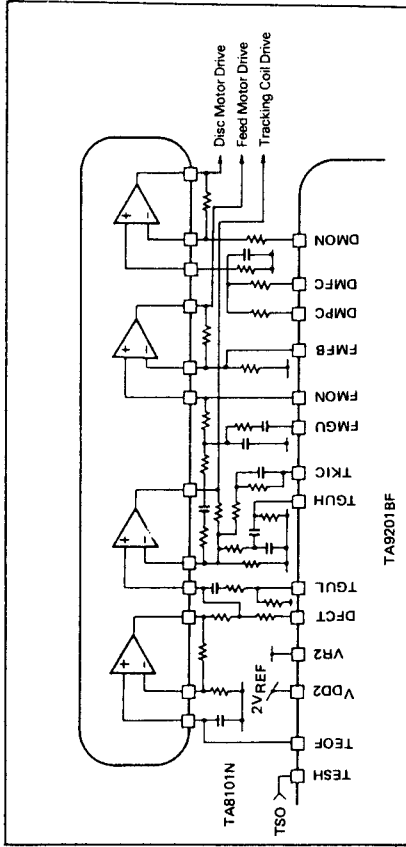 Disc Motor Drive
Feed Motor Drive
Tracking Coil Drive
TA8101N
TSO
TESH
TEOF
VDD2
2VREF
VR2
DFCT
TGUL
TGUH
TKIC
FMGU
FMON
FMFB
DMPC
DMFC
DMON
TA9201BF